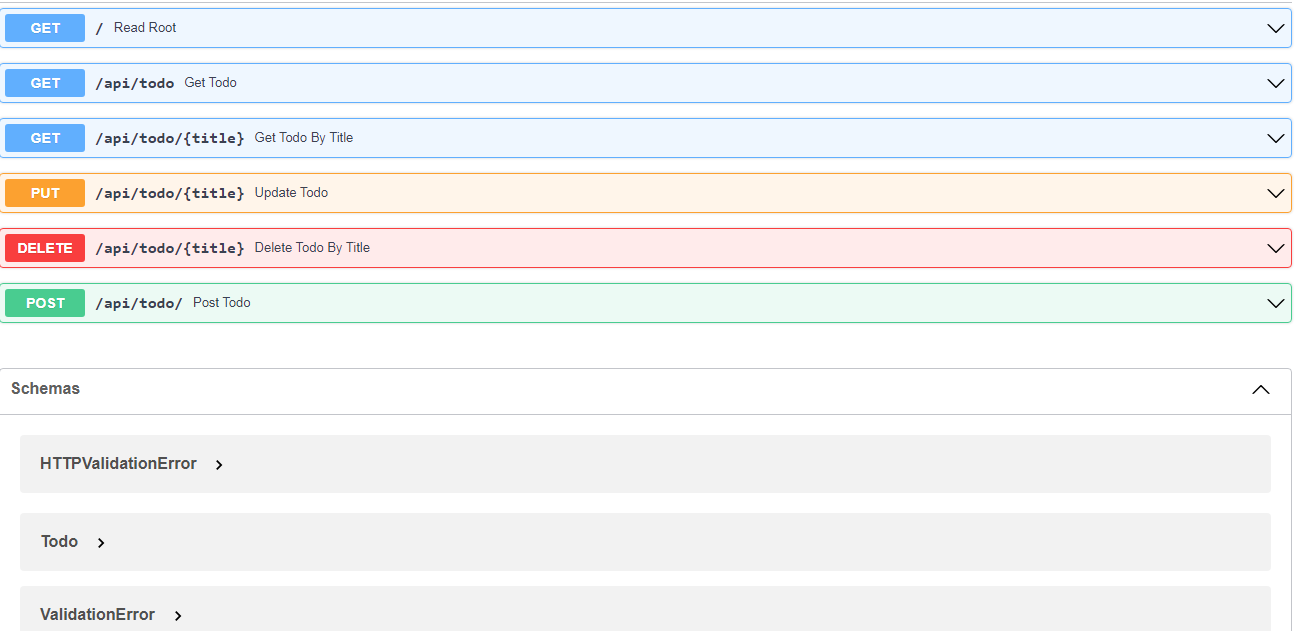 GET / Read Root
GET /api/todo Get Todo
GET /api/todo/{title} Get Todo By Title
PUT /api/todo/{title} Update Todo
DELETE /api/todo/{title} Delete Todo By Title
POST /api/todo/ Post Todo
Schemas
HTTPValidationError
Todo
ValidationError